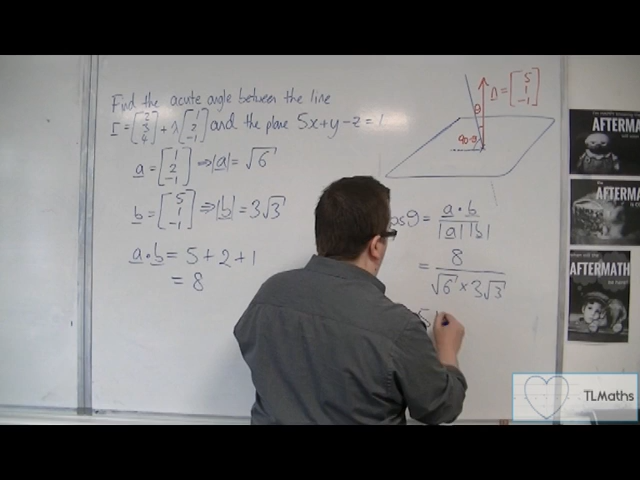 Find the acute angle between the line
r = [2 3 4] + λ[1 2 -1] and the plane 5x+y-z=1
a = [1 2 -1] ⇒ |a| = √6
b = [5 1 -1] ⇒ |b| = 3√3
a·b = 5+2+1
= 8
n = [5 1 -1]
θ
90-θ
os θ = a·b / |a||b|
= 8 / √6 × 3√3
AFTERMA
AFTERMATH
AFTERMATH
TLMaths